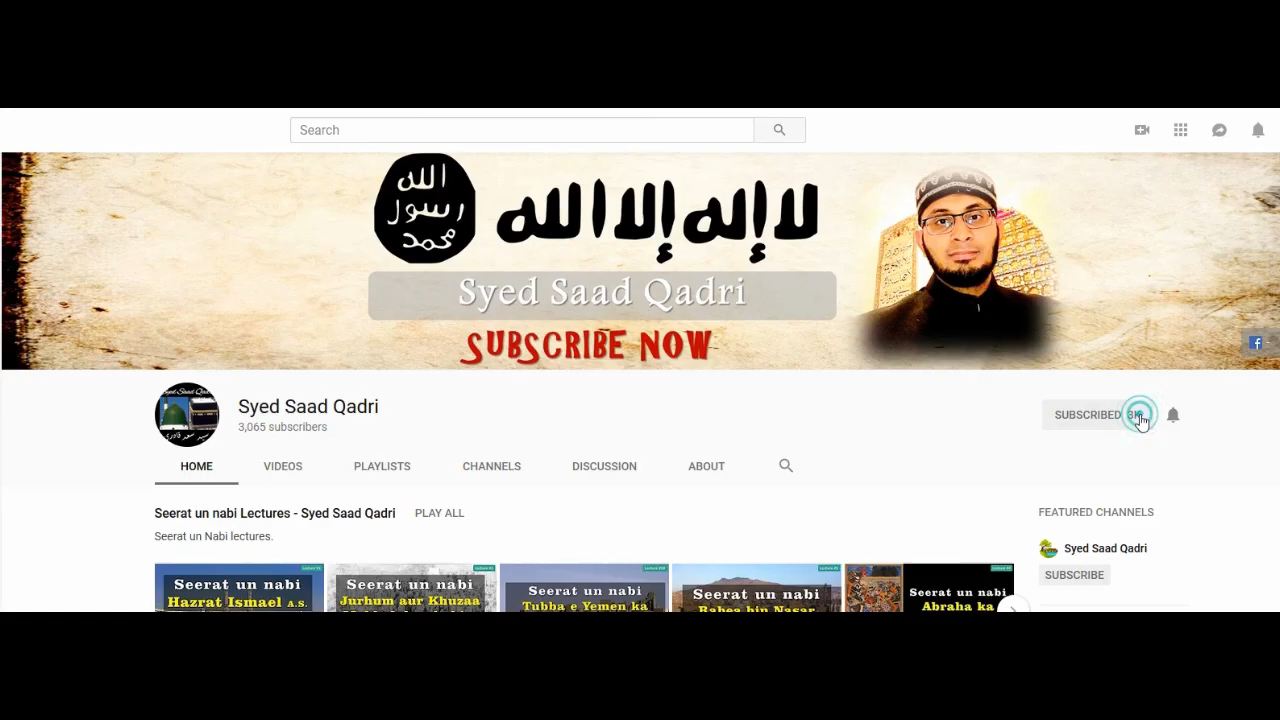 Search
الله
رسول
محمد
لا إله إلا الله
Syed Saad Qadri
SUBSCRIBE NOW
Syed Saad Qadri
3,065 subscribers
SUBSCRIBED
HOME VIDEOS PLAYLISTS CHANNELS DISCUSSION ABOUT
Seerat un nabi Lectures - Syed Saad Qadri PLAY ALL
Seerat un Nabi lectures.
FEATURED CHANNELS
Syed Saad Qadri
SUBSCRIBE
Seerat un nabi
Hazrat Ismael A.S.
Seerat un nabi
Jurhum aur Khuzaa
Seerat un nabi
Tubba e Yemen ka
Seerat un nabi
Rabea bin Nasar
Seerat un nabi
Abraha ka